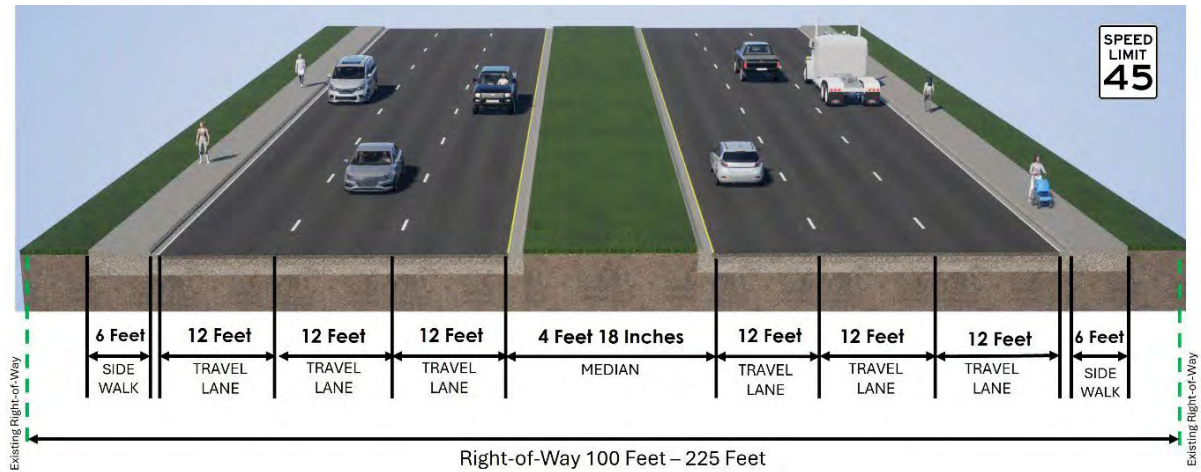 SPEED
LIMIT
45
6 Feet
SIDE
WALK
12 Feet
TRAVEL
LANE
12 Feet
TRAVEL
LANE
12 Feet
TRAVEL
LANE
4 Feet 18 Inches
MEDIAN
12 Feet
TRAVEL
LANE
12 Feet
TRAVEL
LANE
12 Feet
TRAVEL
LANE
6 Feet
SIDE
WALK
Existing Right-of-Way
Existing Right-of-Way
Right-of-Way 100 Feet – 225 Feet